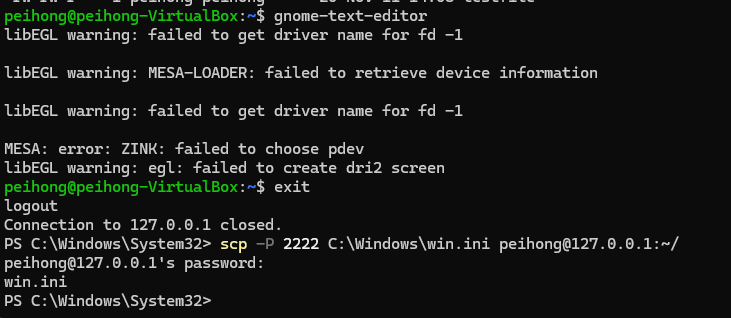 peihong@peihong-VirtualBox:~$ gnome-text-editor
libEGL warning: failed to get driver name for fd -1
libEGL warning: MESA-LOADER: failed to retrieve device information
libEGL warning: failed to get driver name for fd -1
MESA: error: ZINK: failed to choose pdev
libEGL warning: egl: failed to create dri2 screen
peihong@peihong-VirtualBox:~$ exit
logout
Connection to 127.0.0.1 closed.
PS C:\Windows\System32> scp -P 2222 C:\Windows\win.ini peihong@127.0.0.1:~/
peihong@127.0.0.1's password:
win.ini
PS C:\Windows\System32>